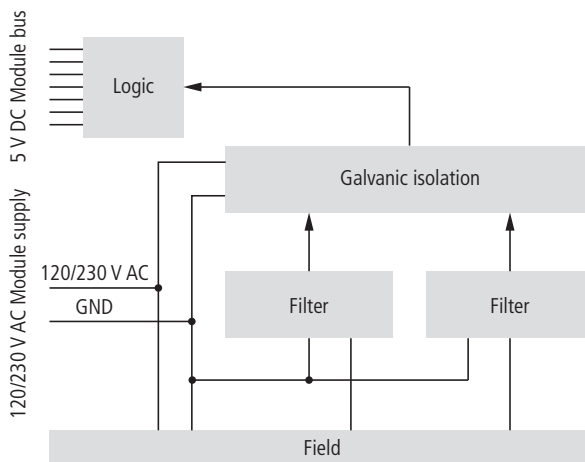 5 V DC Module bus
Logic
Galvanic isolation
120/230 V AC Module supply
120/230 V AC
GND
Filter
Filter
Field